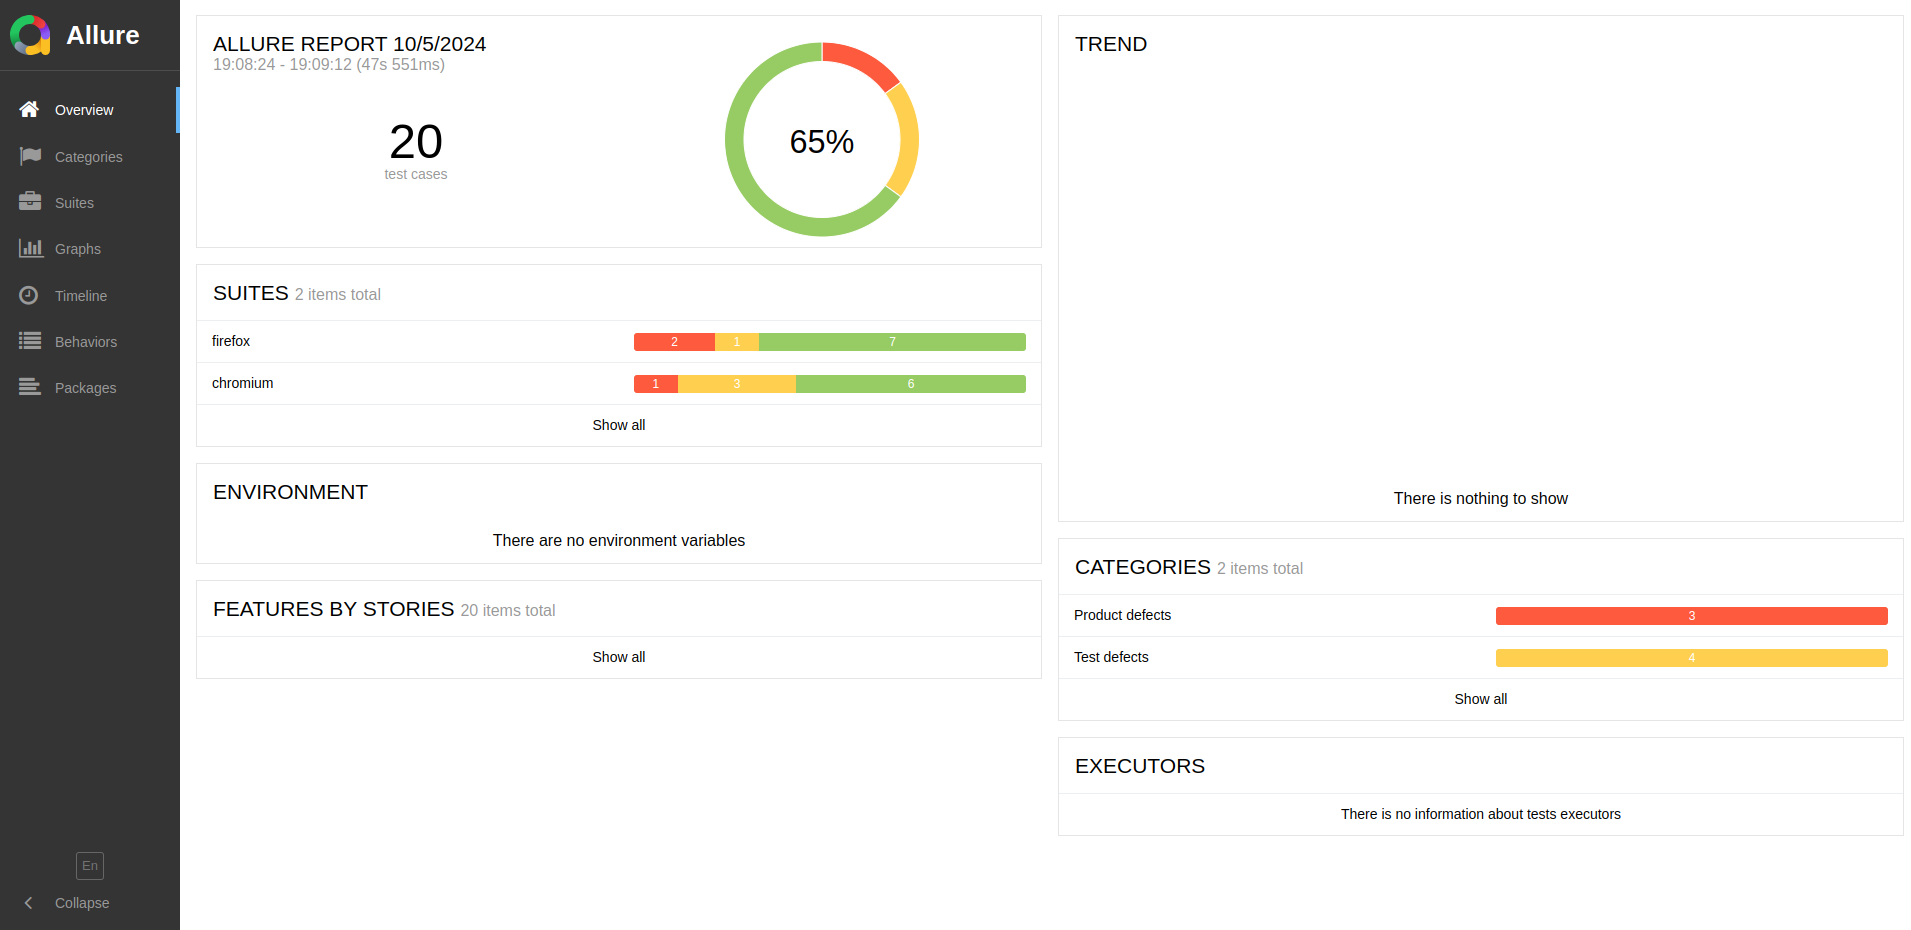 Allure
Overview
Categories
Suites
Graphs
Timeline
Behaviors
Packages
En
Collapse
ALLURE REPORT 10/5/2024
19:08:24 - 19:09:12 (47s 551ms)
20
test cases
65%
SUITES 2 items total
firefox 2 1 7
chromium 1 3 6
Show all
ENVIRONMENT
There are no environment variables
FEATURES BY STORIES 20 items total
Show all
TREND
There is nothing to show
CATEGORIES 2 items total
Product defects 3
Test defects 4
Show all
EXECUTORS
There is no information about tests executors